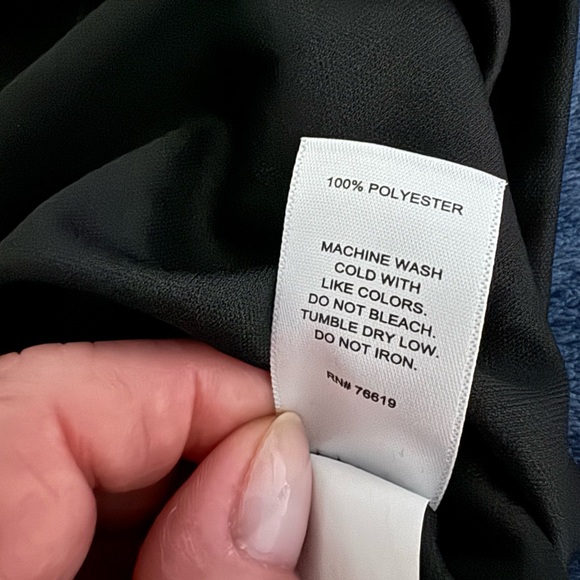 100% POLYESTER
MACHINE WASH
COLD WITH
LIKE COLORS.
DO NOT BLEACH.
TUMBLE DRY LOW.
DO NOT IRON.
RN# 76619